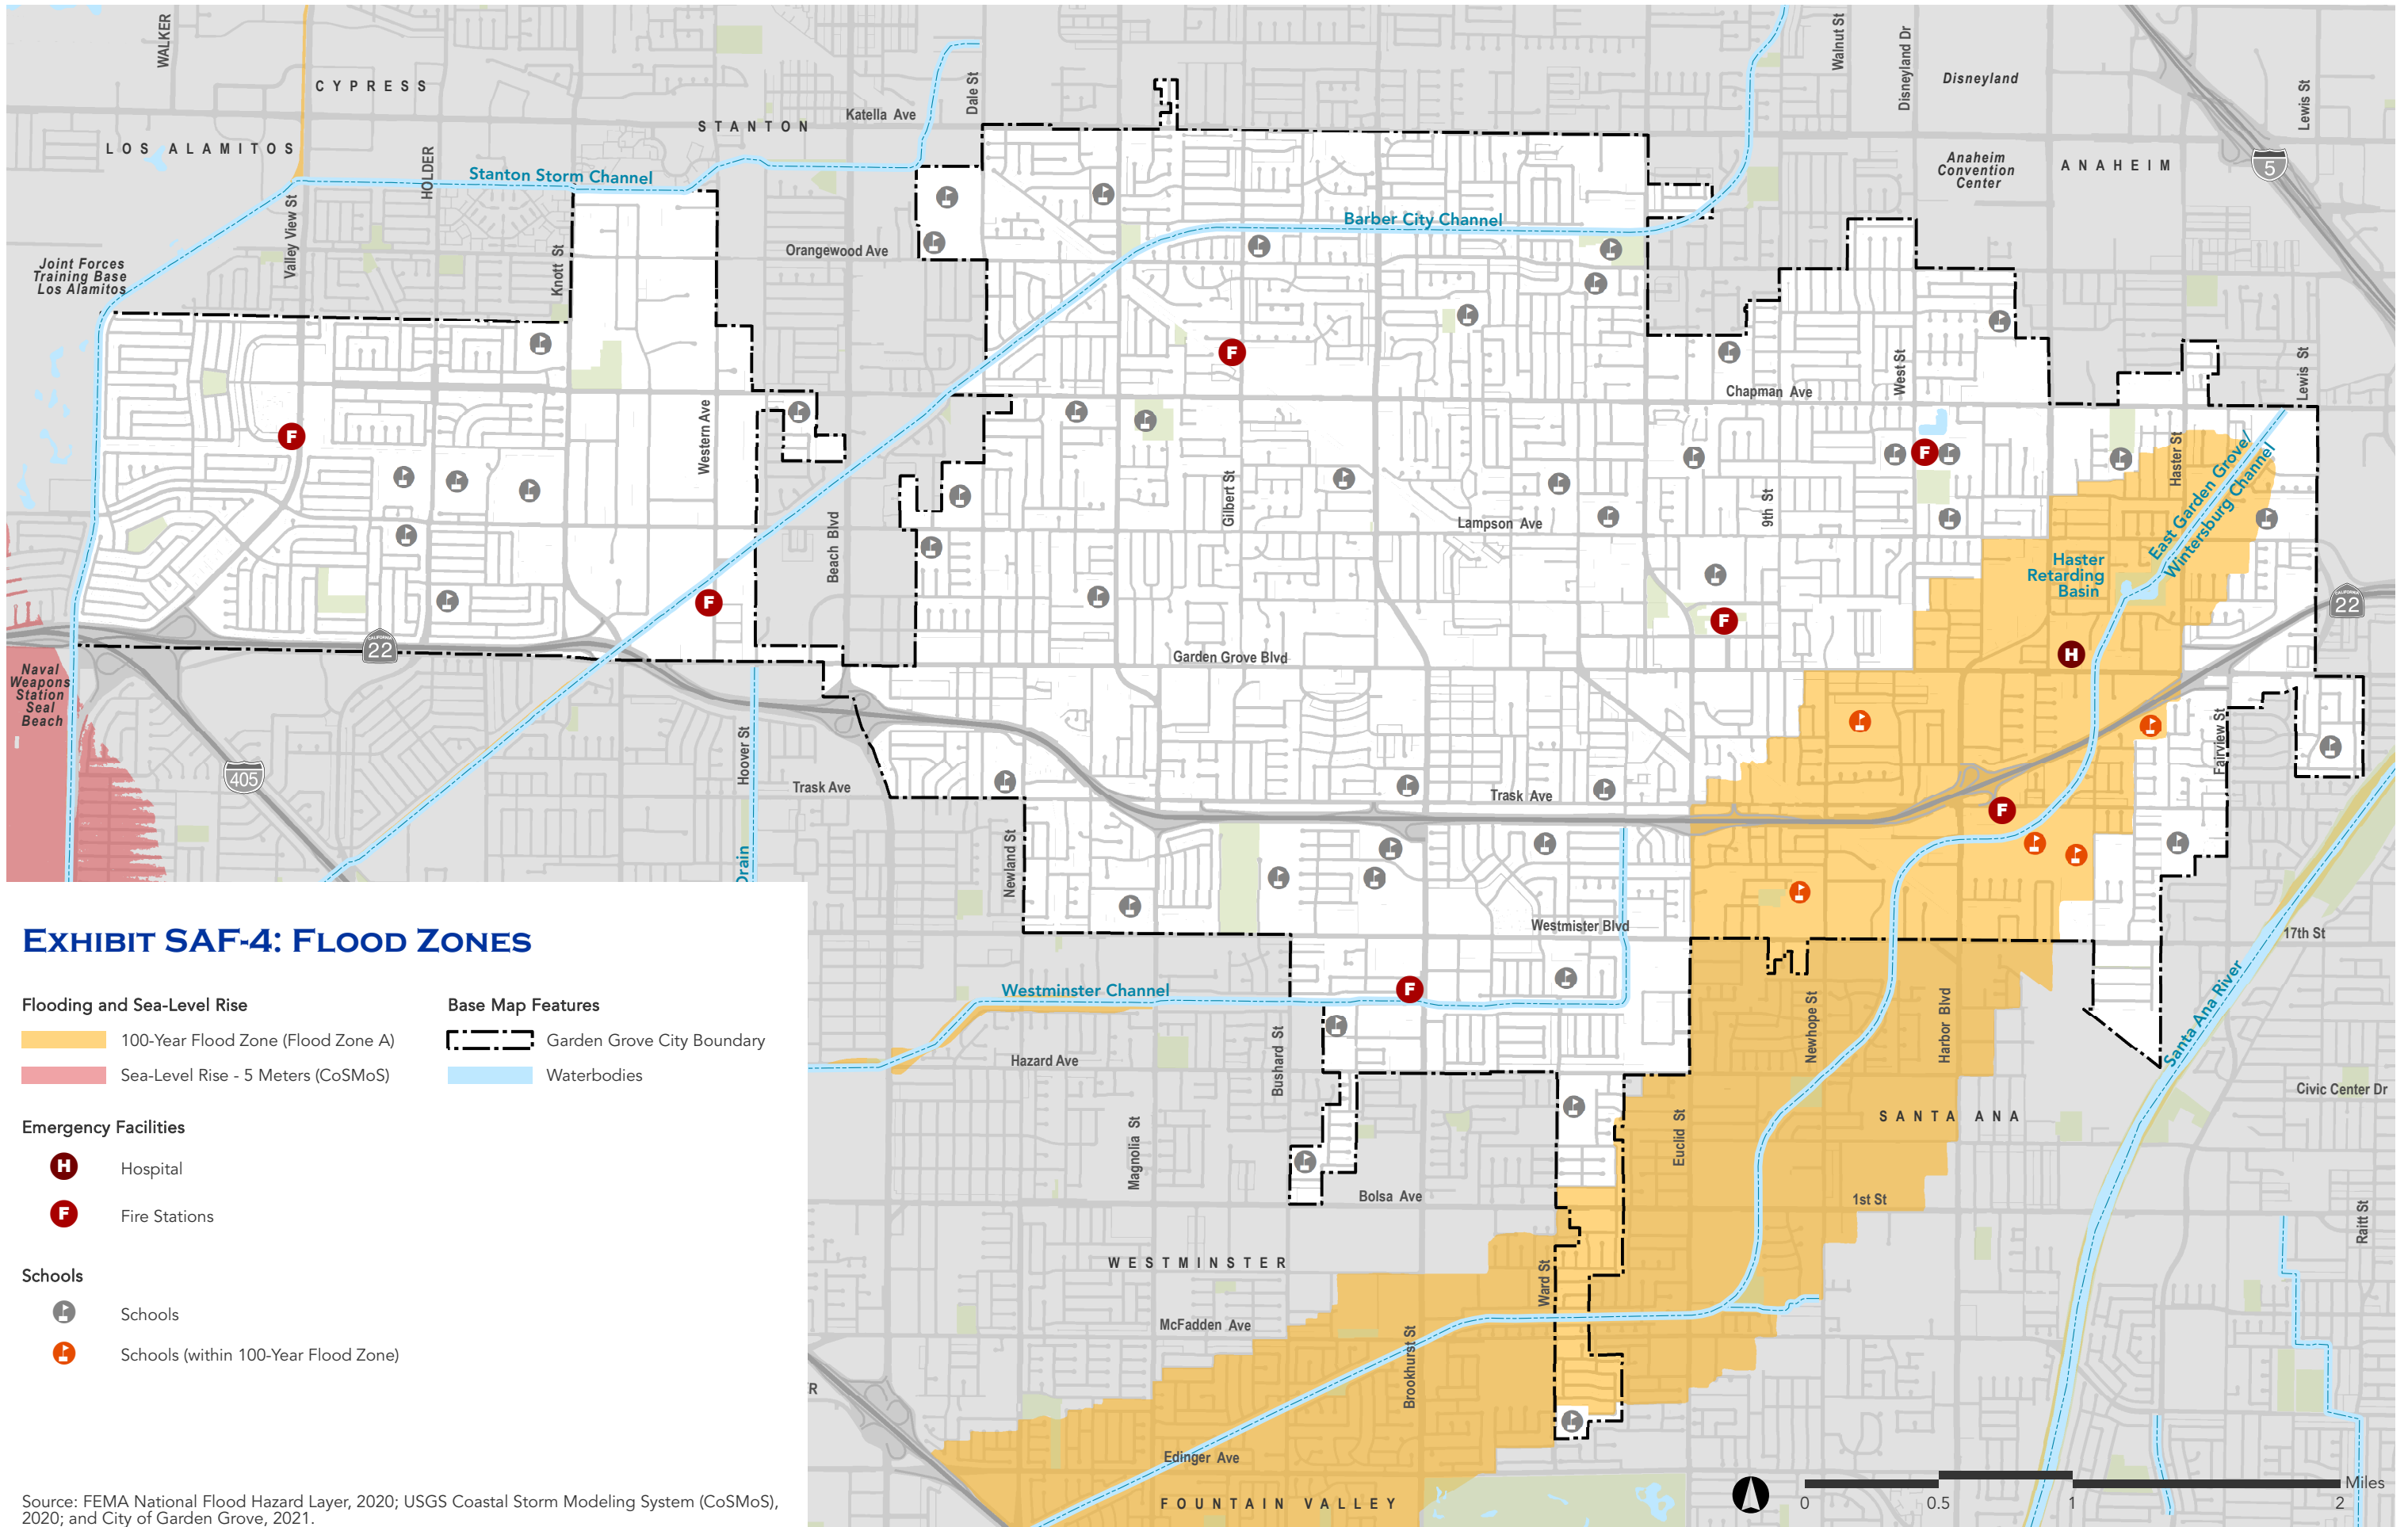 WALKER
CYPRESS
LOS ALAMITOS
HOLDER
STANTON
Katella Ave
Dale St
Walnut St
Disneyland Dr
Disneyland
Lewis St
Anaheim
Convention
Center
ANAHEIM
5
Stanton Storm Channel
Valley View St
Knott St
Orangewood Ave
Barber City Channel
Joint Forces
Training Base
Los Alamitos
F
Chapman Ave
West St
Lewis St
F
Western Ave
Beach Blvd
Gilbert St
Lampson Ave
9th St
F
Haster St
East Garden Grove/
Wintersburg Channel
Haster
Retarding
Basin
F
F
22
22
H
Garden Grove Blvd
Naval
Weapons
Station
Seal
Beach
405
Hoover St
Trask Ave
Trask Ave
Fairview St
F
Drain
Newland St
Westmister Blvd
17th St
Westminster Channel
F
Newhope St
Harbor Blvd
Santa Ana River
Hazard Ave
Bushard St
Magnolia St
Euclid St
SANTA ANA
Civic Center Dr
Bolsa Ave
1st St
Raitt St
WESTMINSTER
Ward St
McFadden Ave
Brookhurst St
R
Edinger Ave
FOUNTAIN VALLEY
0 0.5 1 2
Miles
EXHIBIT SAF-4: FLOOD ZONES
Flooding and Sea-Level Rise
100-Year Flood Zone (Flood Zone A)
Sea-Level Rise - 5 Meters (CoSMoS)
Base Map Features
Garden Grove City Boundary
Waterbodies
Emergency Facilities
H Hospital
F Fire Stations
Schools
Schools
Schools (within 100-Year Flood Zone)
Source: FEMA National Flood Hazard Layer, 2020; USGS Coastal Storm Modeling System (CoSMoS),
2020; and City of Garden Grove, 2021.